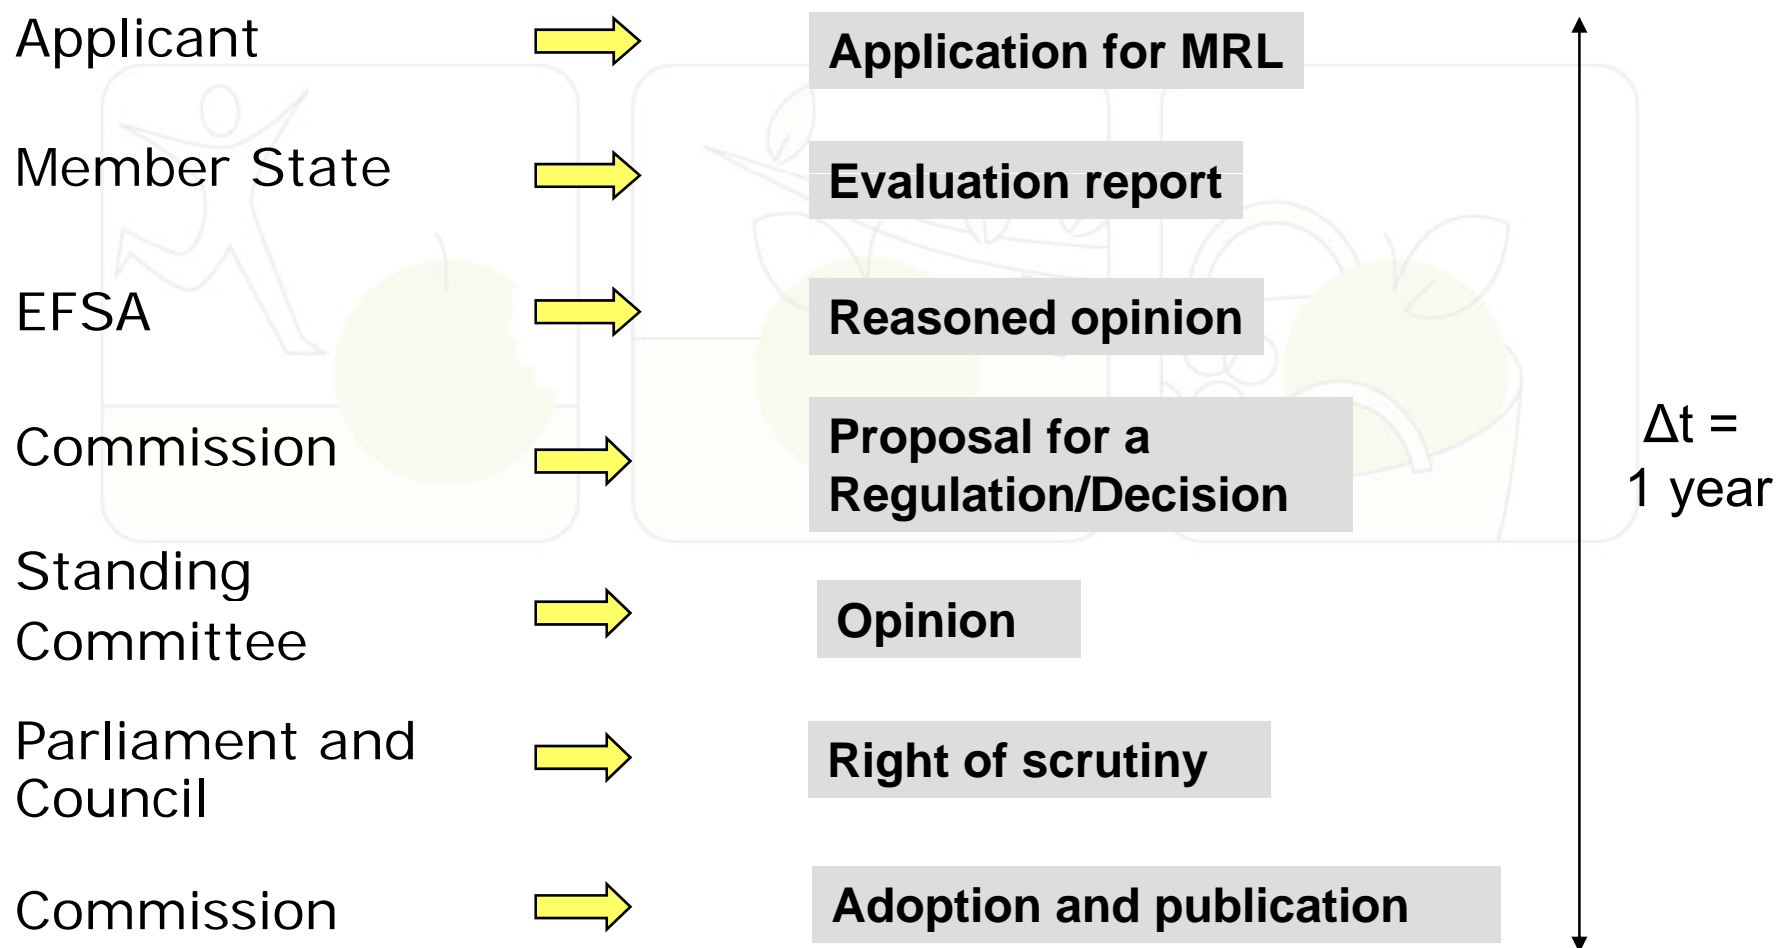 Applicant
Application for MRL
Member State
Evaluation report
EFSA
Reasoned opinion
Commission
Proposal for a
Regulation/Decision
Δt =
1 year
Standing
Committee
Opinion
Parliament and
Council
Right of scrutiny
Commission
Adoption and publication